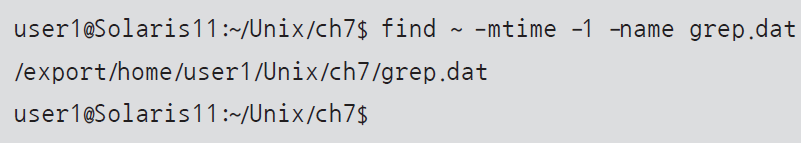 user1@Solaris11:~/Unix/ch7$ find ~ -mtime -1 -name grep.dat
/export/home/user1/Unix/ch7/grep.dat
user1@Solaris11:~/Unix/ch7$